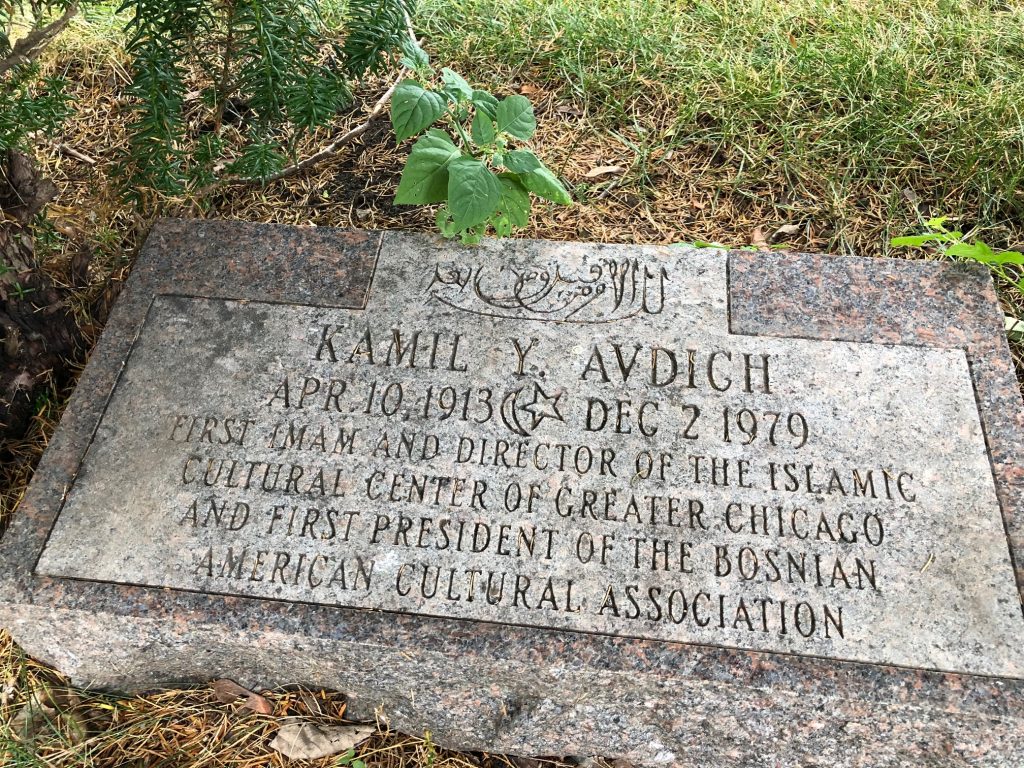 KAMIL Y. AVDICH
APR. 10, 1913 DEC 2 1979
FIRST IMAM AND DIRECTOR OF THE ISLAMIC
CULTURAL CENTER OF GREATER CHICAGO
AND FIRST PRESIDENT OF THE BOSNIAN
AMERICAN CULTURAL ASSOCIATION